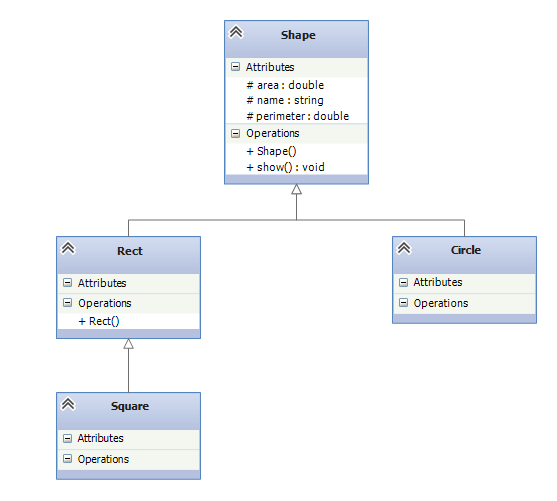 Shape
Attributes
# area : double
# name : string
# perimeter : double
Operations
+ Shape()
+ show() : void
Rect
Attributes
Operations
+ Rect()
Circle
Attributes
Operations
Square
Attributes
Operations